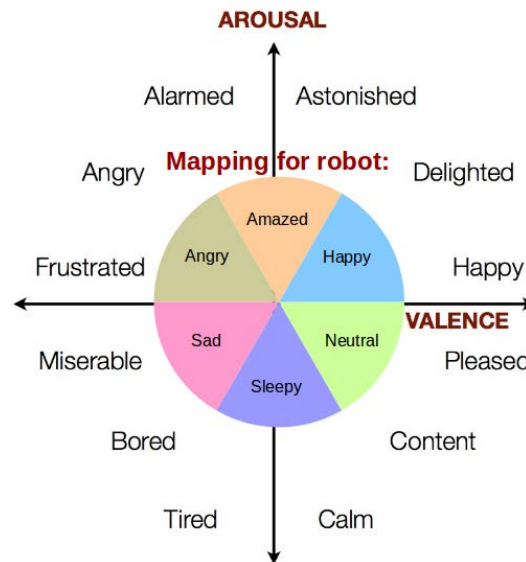 AROUSAL
Alarmed
Astonished
Mapping for robot:
Angry
Delighted
Amazed
Angry
Happy
Frustrated
Happy
VALENCE
Miserable
Sad
Neutral
Pleased
Sleepy
Bored
Content
Tired
Calm